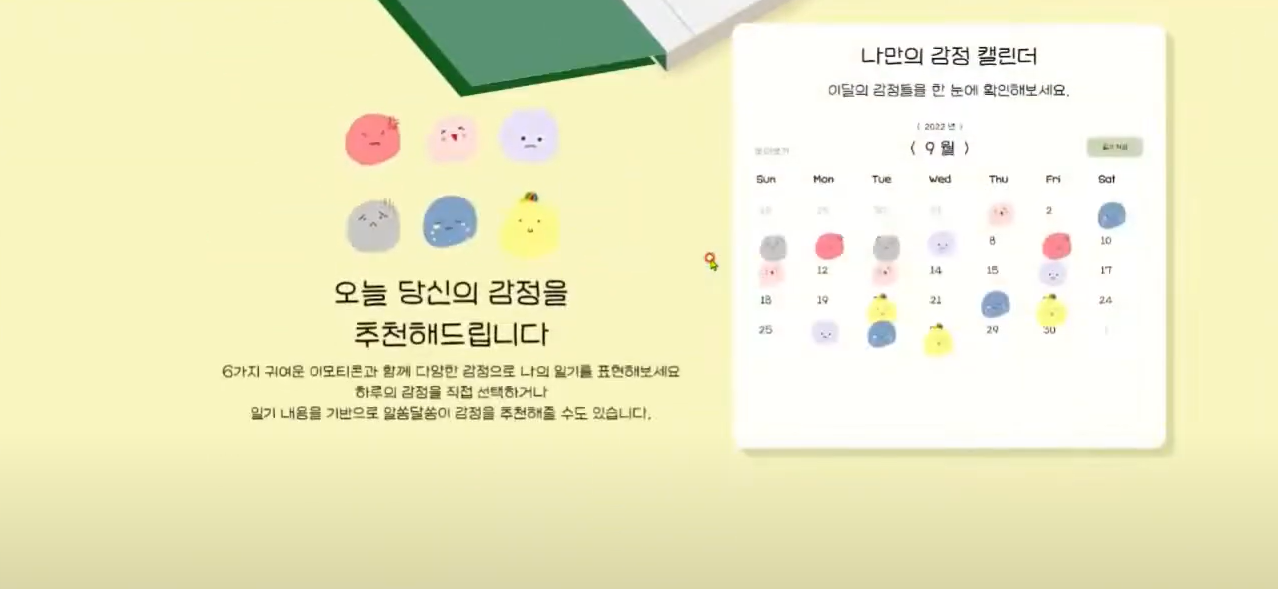 오늘 당신의 감정을
추천해드립니다
6가지 귀여운 이모티콘과 함께 다양한 감정으로 나의 일기를 표현해보세요
하루의 감정을 직접 선택하거나
일기 내용을 기반으로 알쏭달쏭이 감정을 추천해줄 수도 있습니다.
나만의 감정 캘린더
이달의 감정들을 한 눈에 확인해보세요.
⟨ 2022 년 ⟩
⟨ 9 월 ⟩
Sun Mon Tue Wed Thu Fri Sat
2
8 10
12 14 15 17
18 19 21 24
25 29 30 1